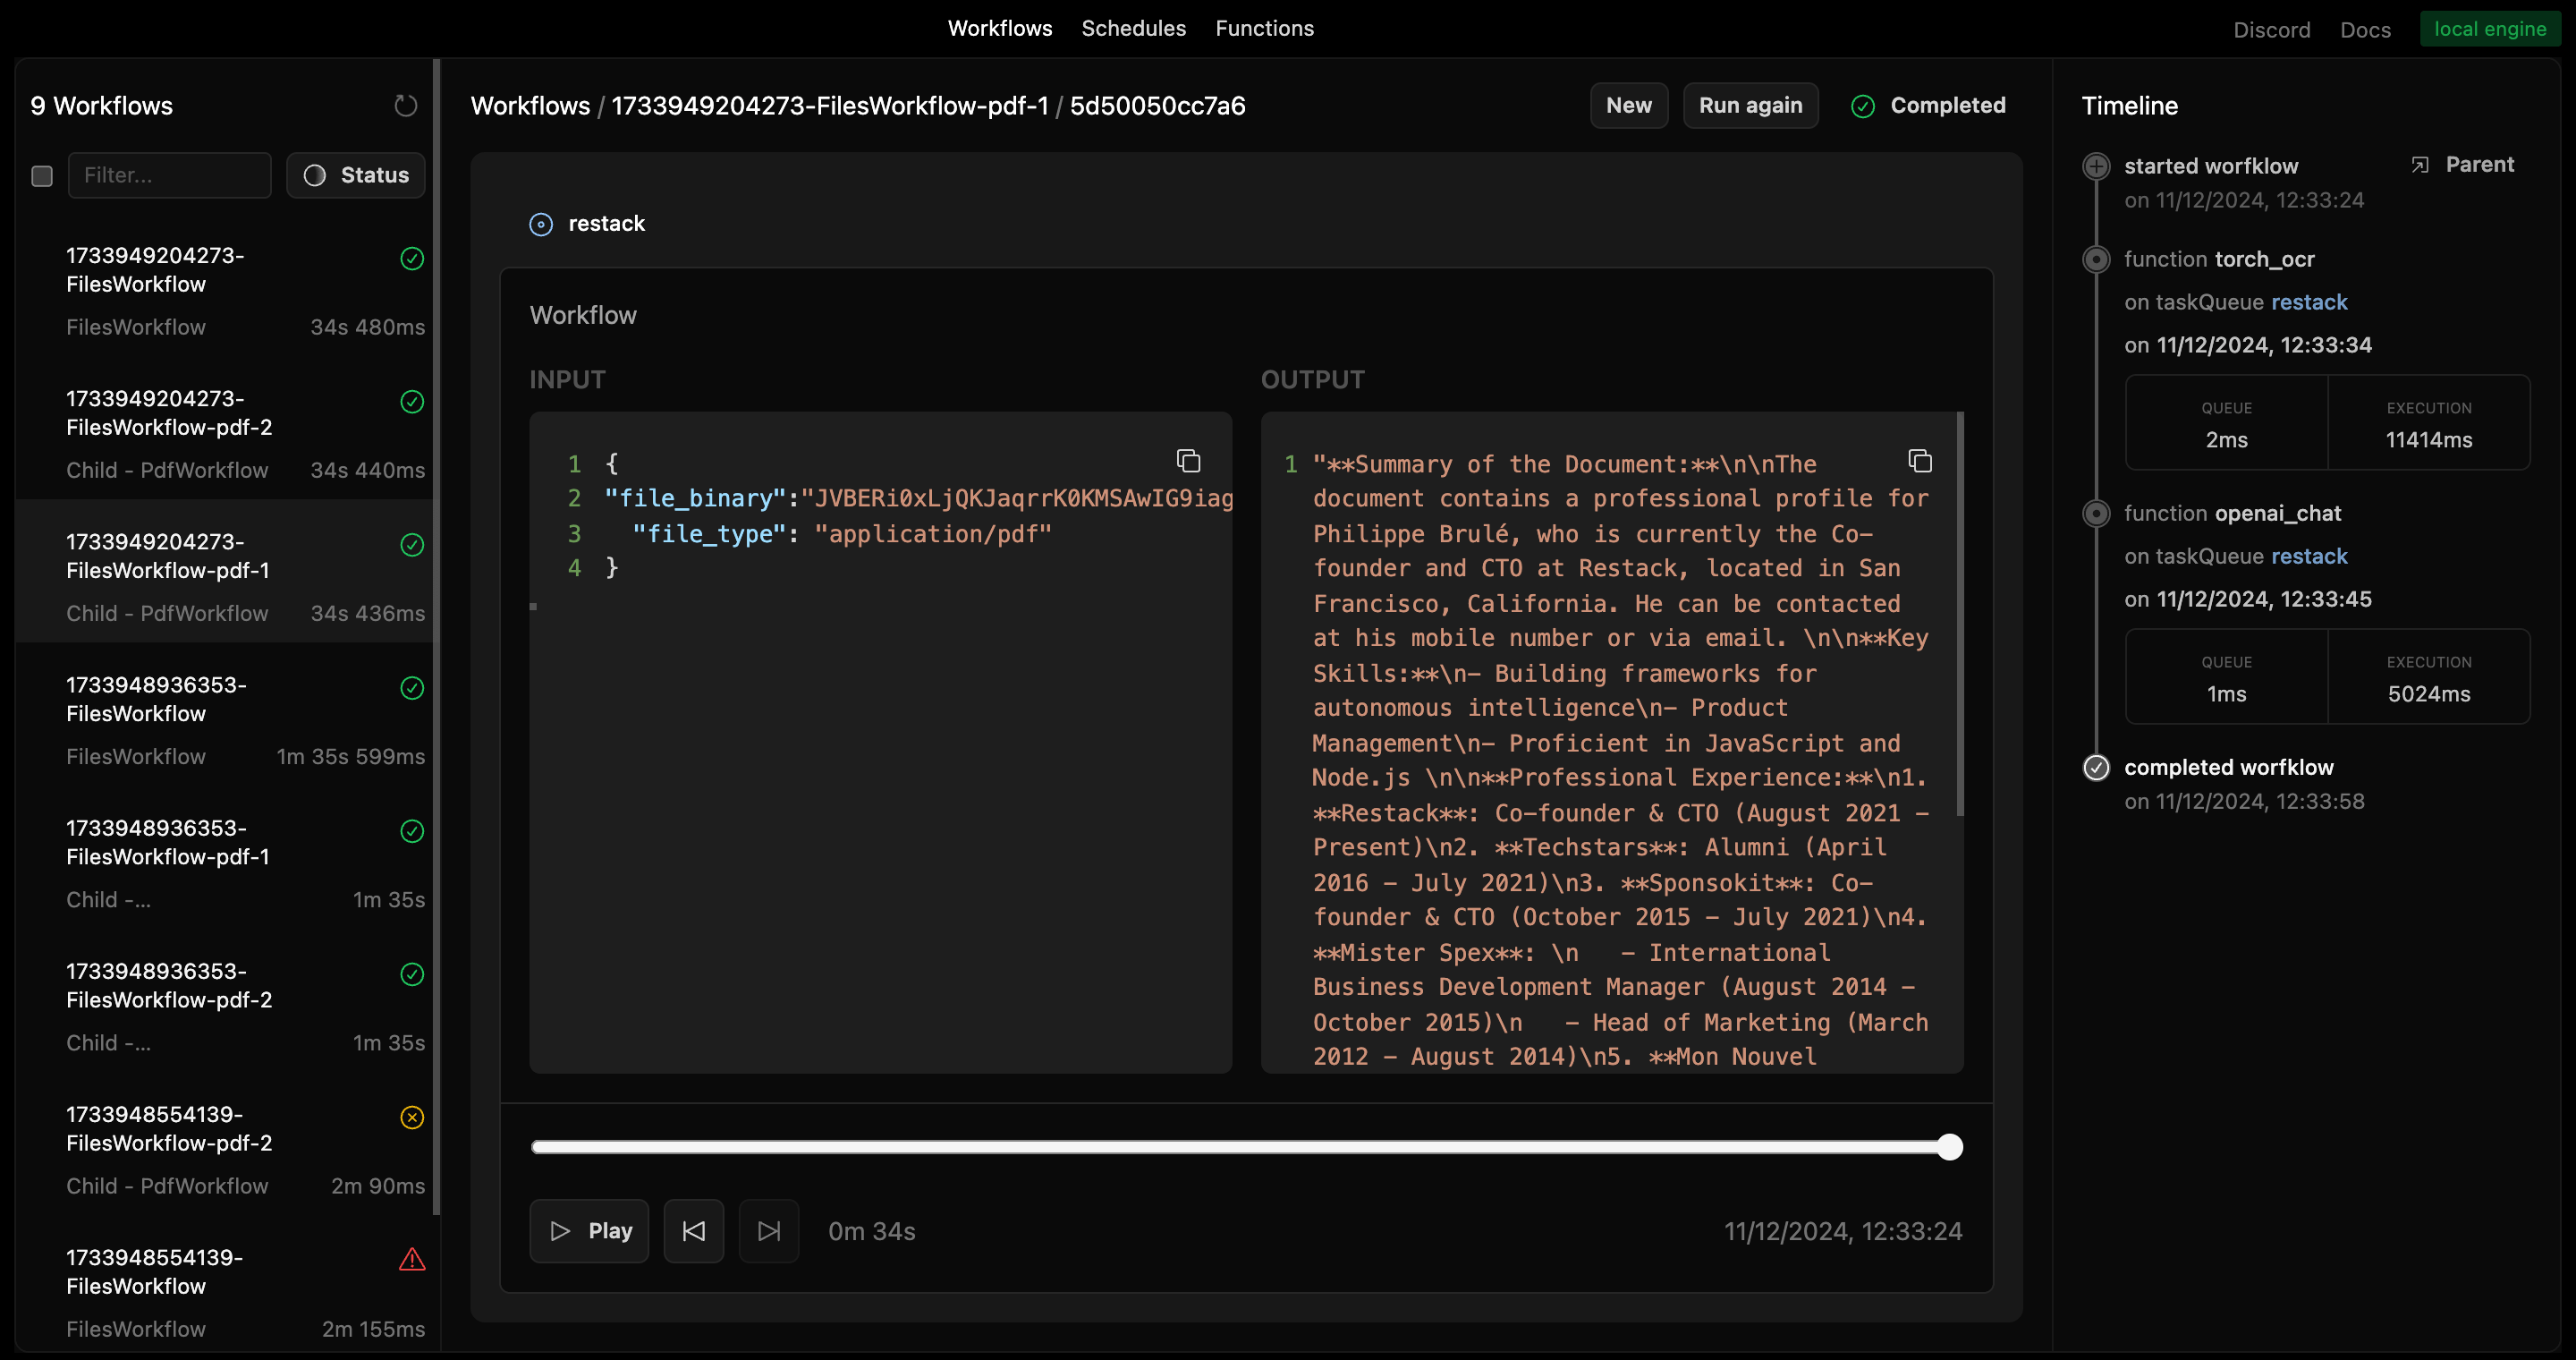 Workflows Schedules Functions
Discord Docs local engine
9 Workflows
Filter...
Status
1733949204273-
FilesWorkflow
FilesWorkflow 34s 480ms
1733949204273-
FilesWorkflow-pdf-2
Child - PdfWorkflow 34s 440ms
1733949204273-
FilesWorkflow-pdf-1
Child - PdfWorkflow 34s 436ms
1733948936353-
FilesWorkflow
FilesWorkflow 1m 35s 599ms
1733948936353-
FilesWorkflow-pdf-1
Child -... 1m 35s
1733948936353-
FilesWorkflow-pdf-2
Child -... 1m 35s
1733948554139-
FilesWorkflow-pdf-2
Child - PdfWorkflow 2m 90ms
1733948554139-
FilesWorkflow
FilesWorkflow 2m 155ms
Workflows / 1733949204273-FilesWorkflow-pdf-1 / 5d50050cc7a6
New Run again Completed
restack
Workflow
INPUT
1 {
2 "file_binary":"JVBERi0xLjQKJaqrrK0KMSAwIG9iag
3 "file_type": "application/pdf"
4 }
OUTPUT
1 "**Summary of the Document:**\n\nThe
document contains a professional profile for
Philippe Brulé, who is currently the Co-
founder and CTO at Restack, located in San
Francisco, California. He can be contacted
at his mobile number or via email. \n\n**Key
Skills:**\n- Building frameworks for
autonomous intelligence\n- Product
Management\n- Proficient in JavaScript and
Node.js \n\n**Professional Experience:**\n1.
**Restack**: Co-founder & CTO (August 2021 -
Present)\n2. **Techstars**: Alumni (April
2016 - July 2021)\n3. **Sponsokit**: Co-
founder & CTO (October 2015 - July 2021)\n4.
**Mister Spex**: \n   - International
Business Development Manager (August 2014 -
October 2015)\n   - Head of Marketing (March
2012 - August 2014)\n5. **Mon Nouvel
Play 0m 34s 11/12/2024, 12:33:24
Timeline
started worfklow Parent
on 11/12/2024, 12:33:24
function torch_ocr
on taskQueue restack
on 11/12/2024, 12:33:34
QUEUE EXECUTION
2ms 11414ms
function openai_chat
on taskQueue restack
on 11/12/2024, 12:33:45
QUEUE EXECUTION
1ms 5024ms
completed worfklow
on 11/12/2024, 12:33:58